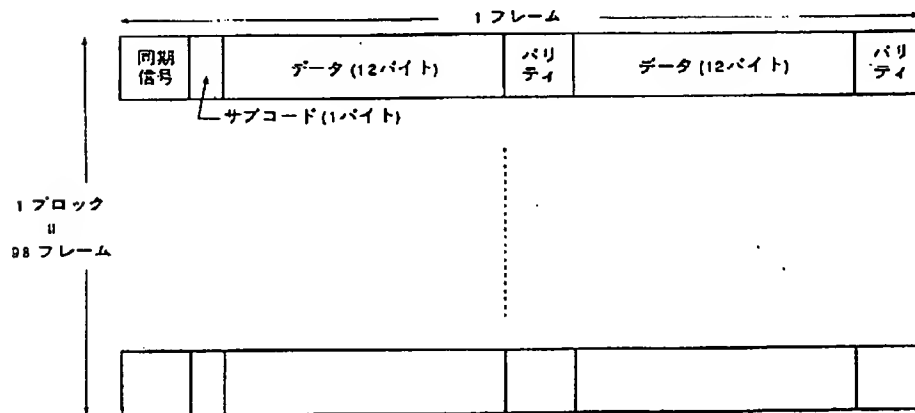 1 フレーム
同期
信号
データ (12バイト)
パリ
ティ
データ (12バイト)
パリ
ティ
サブコード (1バイト)
1 ブロック
॥
98 フレーム